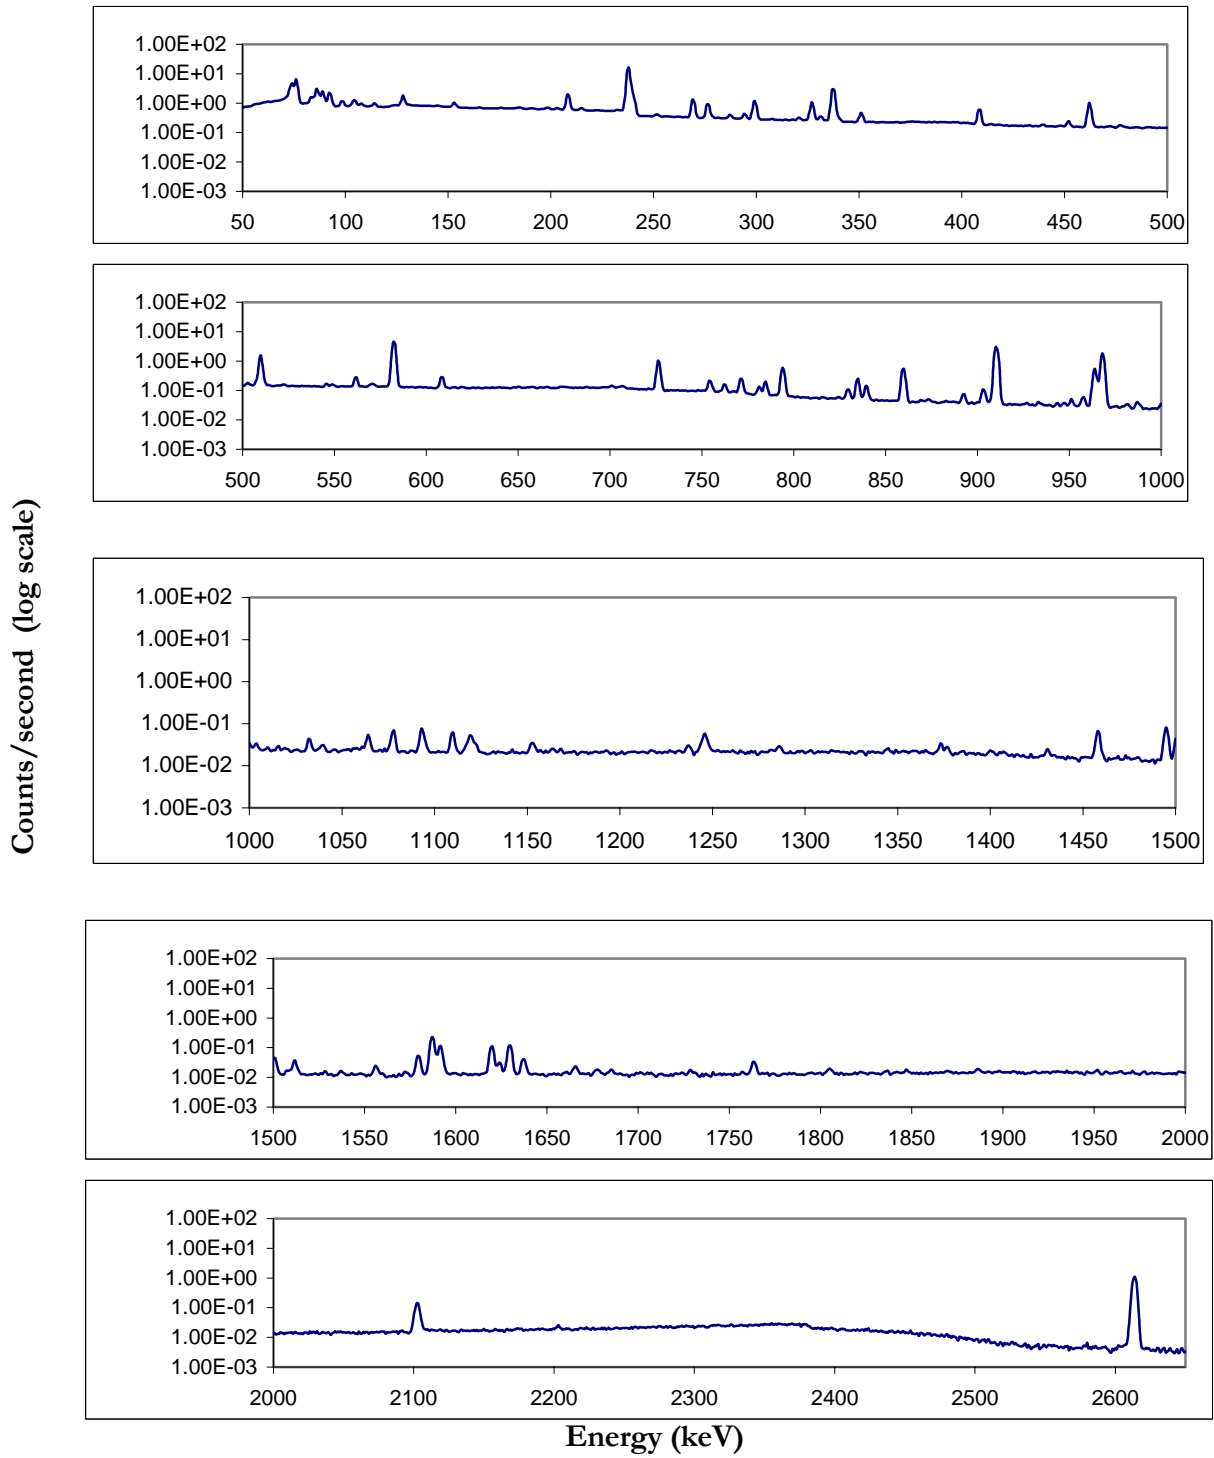 1.00E+02
1.00E+01
1.00E+00
1.00E-01
1.00E-02
1.00E-03
50 100 150 200 250 300 350 400 450 500
1.00E+02
1.00E+01
1.00E+00
1.00E-01
1.00E-02
1.00E-03
500 550 600 650 700 750 800 850 900 950 1000
Counts/second (log scale)
1.00E+02
1.00E+01
1.00E+00
1.00E-01
1.00E-02
1.00E-03
1000 1050 1100 1150 1200 1250 1300 1350 1400 1450 1500
1.00E+02
1.00E+01
1.00E+00
1.00E-01
1.00E-02
1.00E-03
1500 1550 1600 1650 1700 1750 1800 1850 1900 1950 2000
1.00E+02
1.00E+01
1.00E+00
1.00E-01
1.00E-02
1.00E-03
2000 2100 2200 2300 2400 2500 2600
Energy (keV)